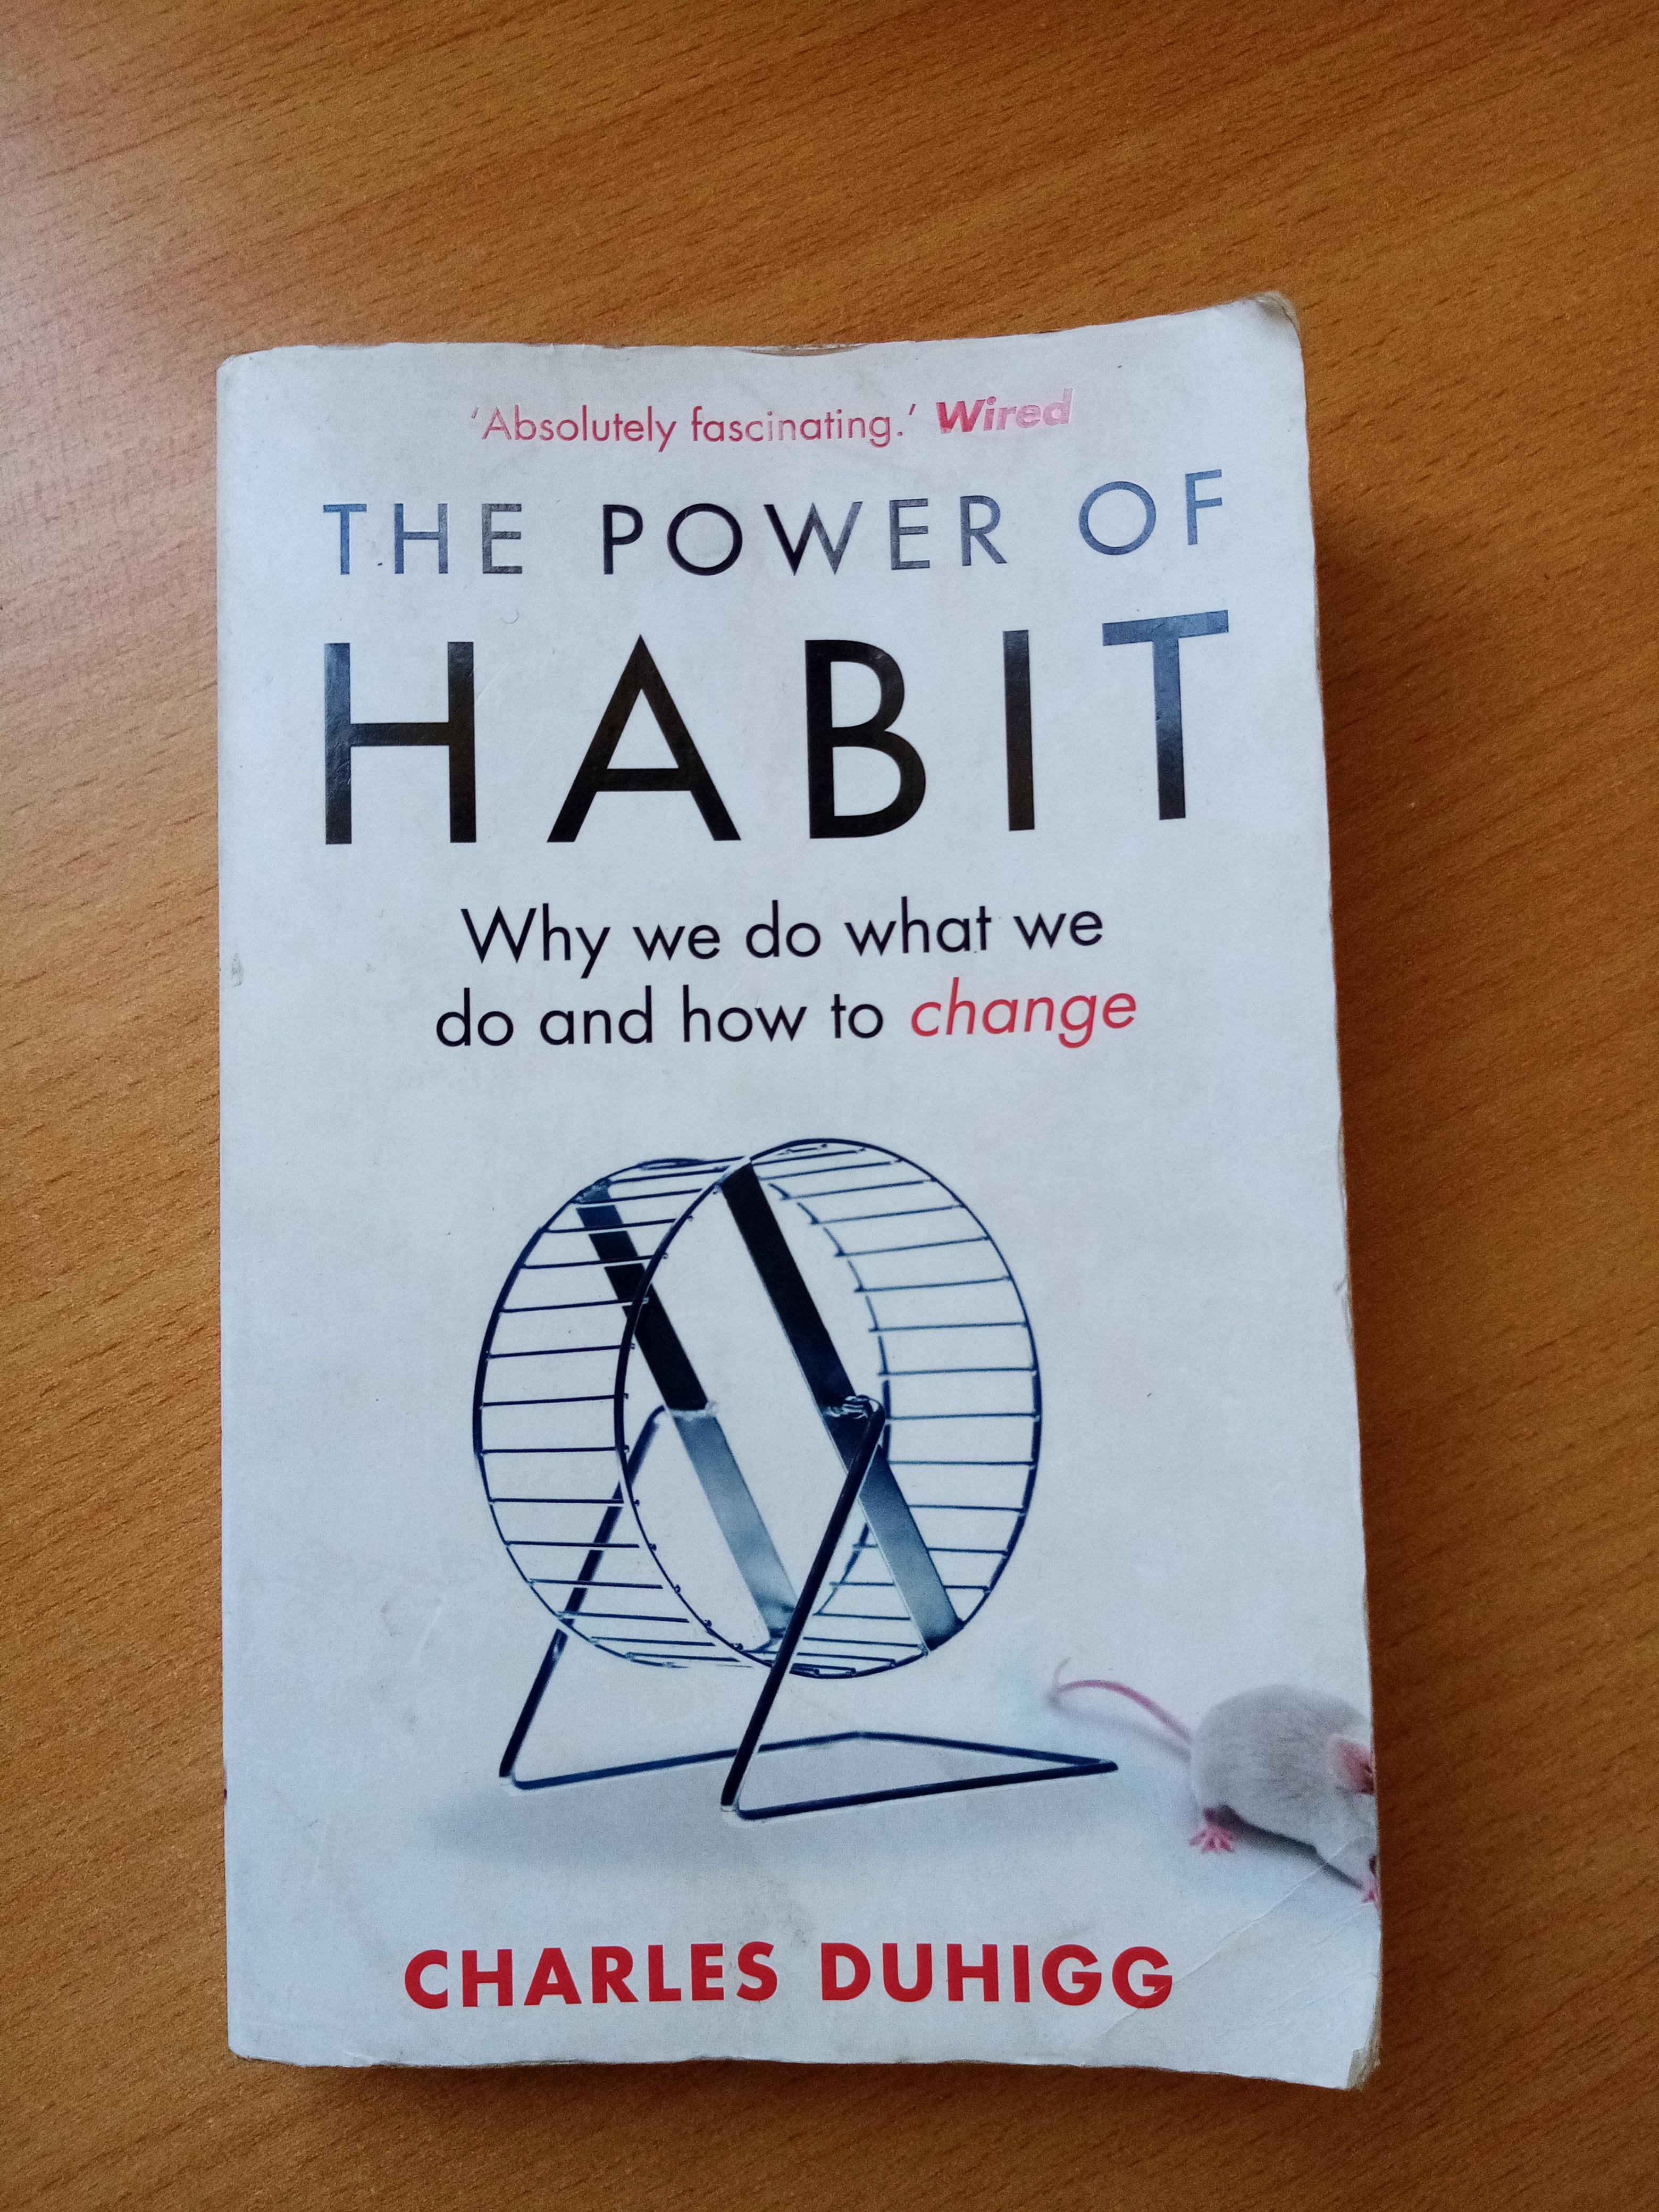 'Absolutely fascinating.' Wired
THE POWER OF
HABIT
Why we do what we
do and how to change
CHARLES DUHIGG